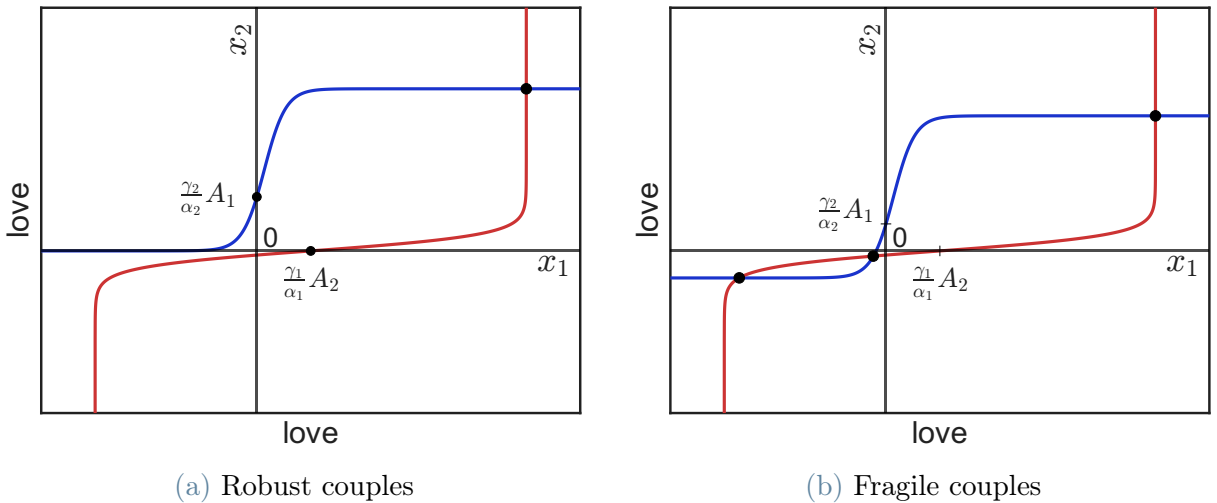 x₂
γ₂/α₂ A₁
0
γ₁/α₁ A₂
x₁
love
love
(a) Robust couples
x₂
γ₂/α₂ A₁
0
γ₁/α₁ A₂
x₁
love
love
(b) Fragile couples